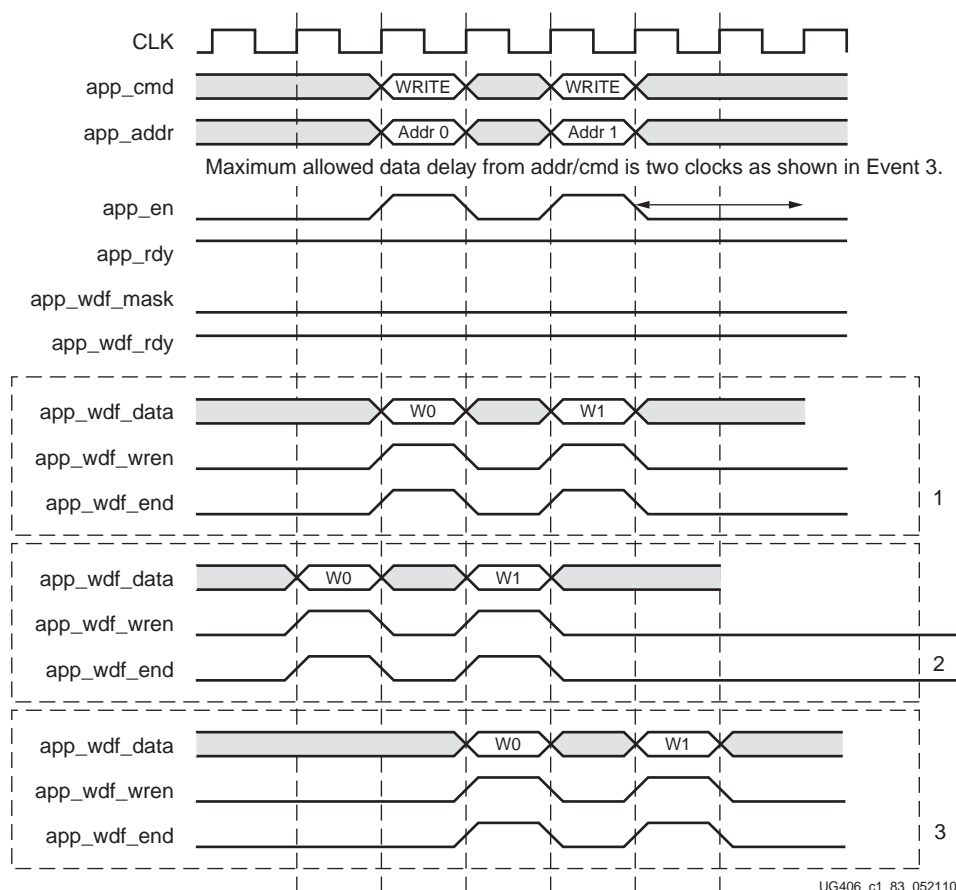 CLK
app_cmd WRITE WRITE
app_addr Addr 0 Addr 1
Maximum allowed data delay from addr/cmd is two clocks as shown in Event 3.
app_en
app_rdy
app_wdf_mask
app_wdf_rdy
app_wdf_data W0 W1
app_wdf_wren
app_wdf_end
1
app_wdf_data W0 W1
app_wdf_wren
app_wdf_end
2
app_wdf_data W0 W1
app_wdf_wren
app_wdf_end
3
UG406_c1_83_052110